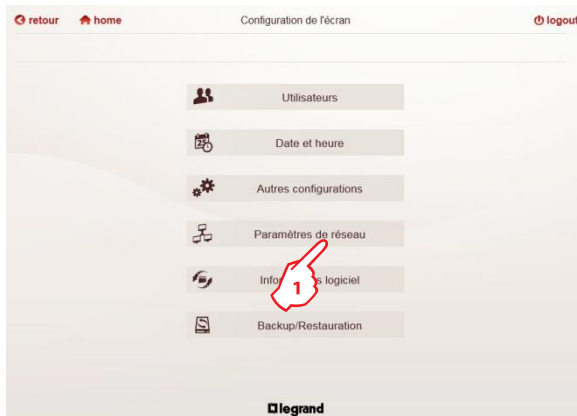 retour home Configuration de l'écran logout
Utilisateurs
Date et heure
25
Autres configurations
Paramètres de réseau
1
logiciel
Backup/Restauration
legrand